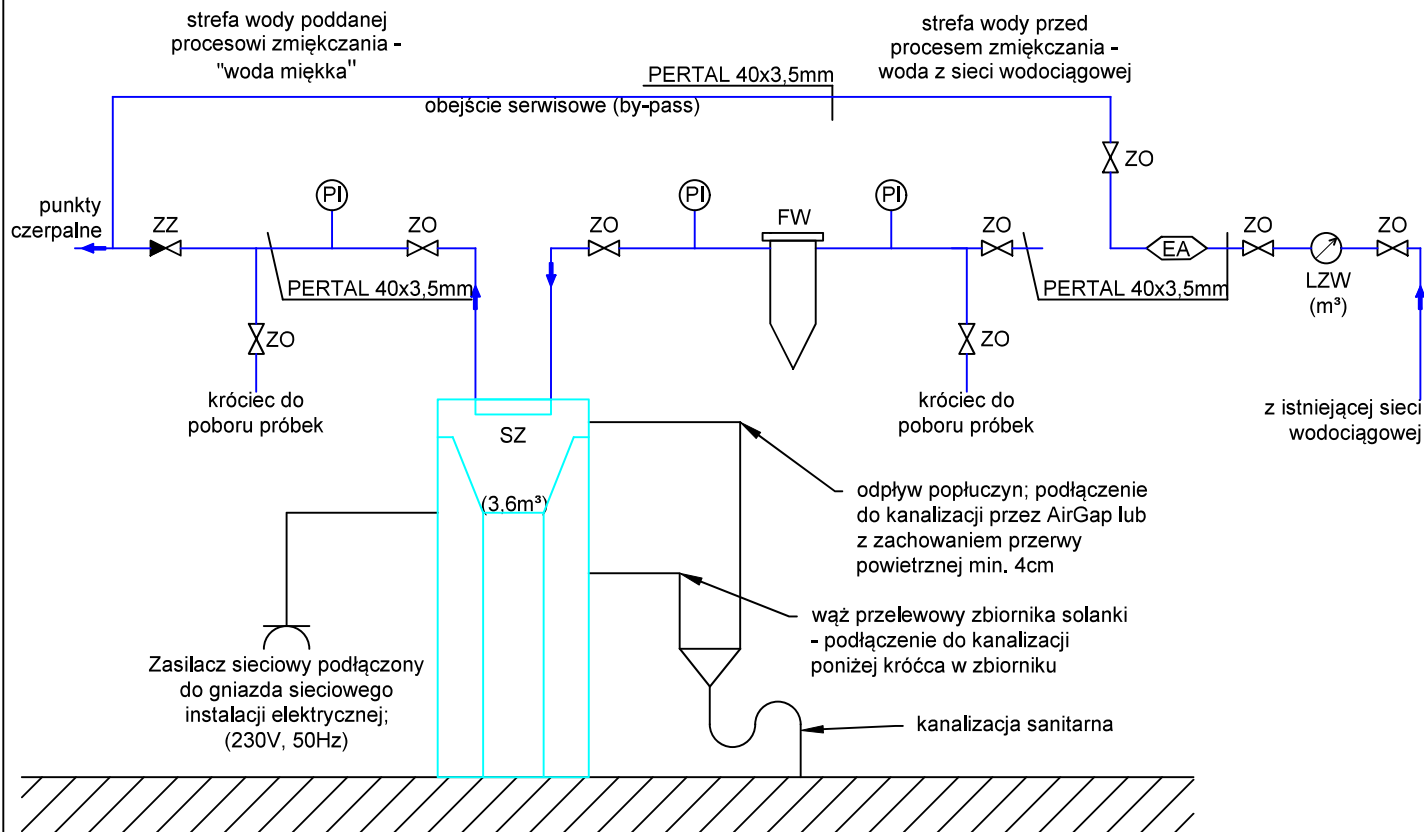 strefa wody poddanej
procesowi zmiękczania -
"woda miękka"
strefa wody przed
procesem zmiękczania -
woda z sieci wodociągowej
PERTAL 40x3,5mm
obejście serwisowe (by-pass)
ZO
punkty
czerpalne
ZZ
PI
ZO
ZO
PI
FW
PI
ZO
EA
ZO
LZW
(m³)
ZO
PERTAL 40x3,5mm
PERTAL 40x3,5mm
ZO
króciec do
poboru próbek
ZO
króciec do
poboru próbek
z istniejącej sieci
wodociągowej
SZ
(3,6m³)
odpływ popłuczyn; podłączenie
do kanalizacji przez AirGap lub
z zachowaniem przerwy
powietrznej min. 4cm
wąż przelewowy zbiornika solanki
- podłączenie do kanalizacji
poniżej króćca w zbiorniku
kanalizacja sanitarna
Zasilacz sieciowy podłączony
do gniazda sieciowego
instalacji elektrycznej;
(230V, 50Hz)